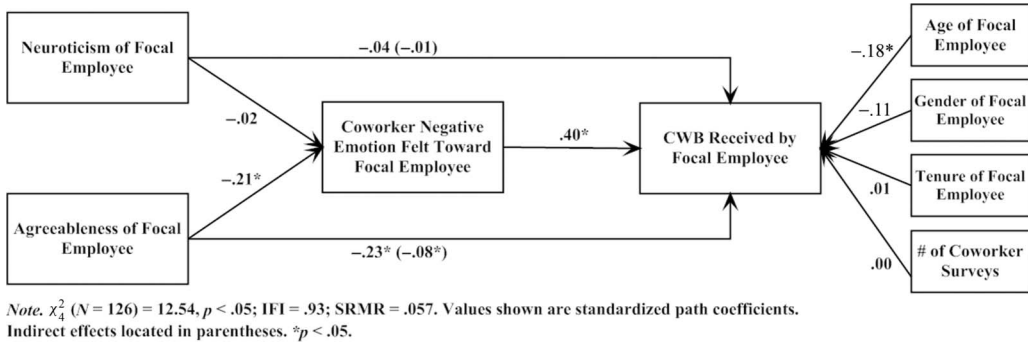 Neuroticism of Focal
Employee
Agreeableness of Focal
Employee
–.04 (–.01)
–.02
–.21*
–.23* (–.08*)
Coworker Negative
Emotion Felt Toward
Focal Employee
.40*
CWB Received by
Focal Employee
–.18*
–.11
.01
.00
Age of Focal
Employee
Gender of Focal
Employee
Tenure of Focal
Employee
# of Coworker
Surveys
Note. χ²₄ (N = 126) = 12.54, p < .05; IFI = .93; SRMR = .057. Values shown are standardized path coefficients.
Indirect effects located in parentheses. *p < .05.